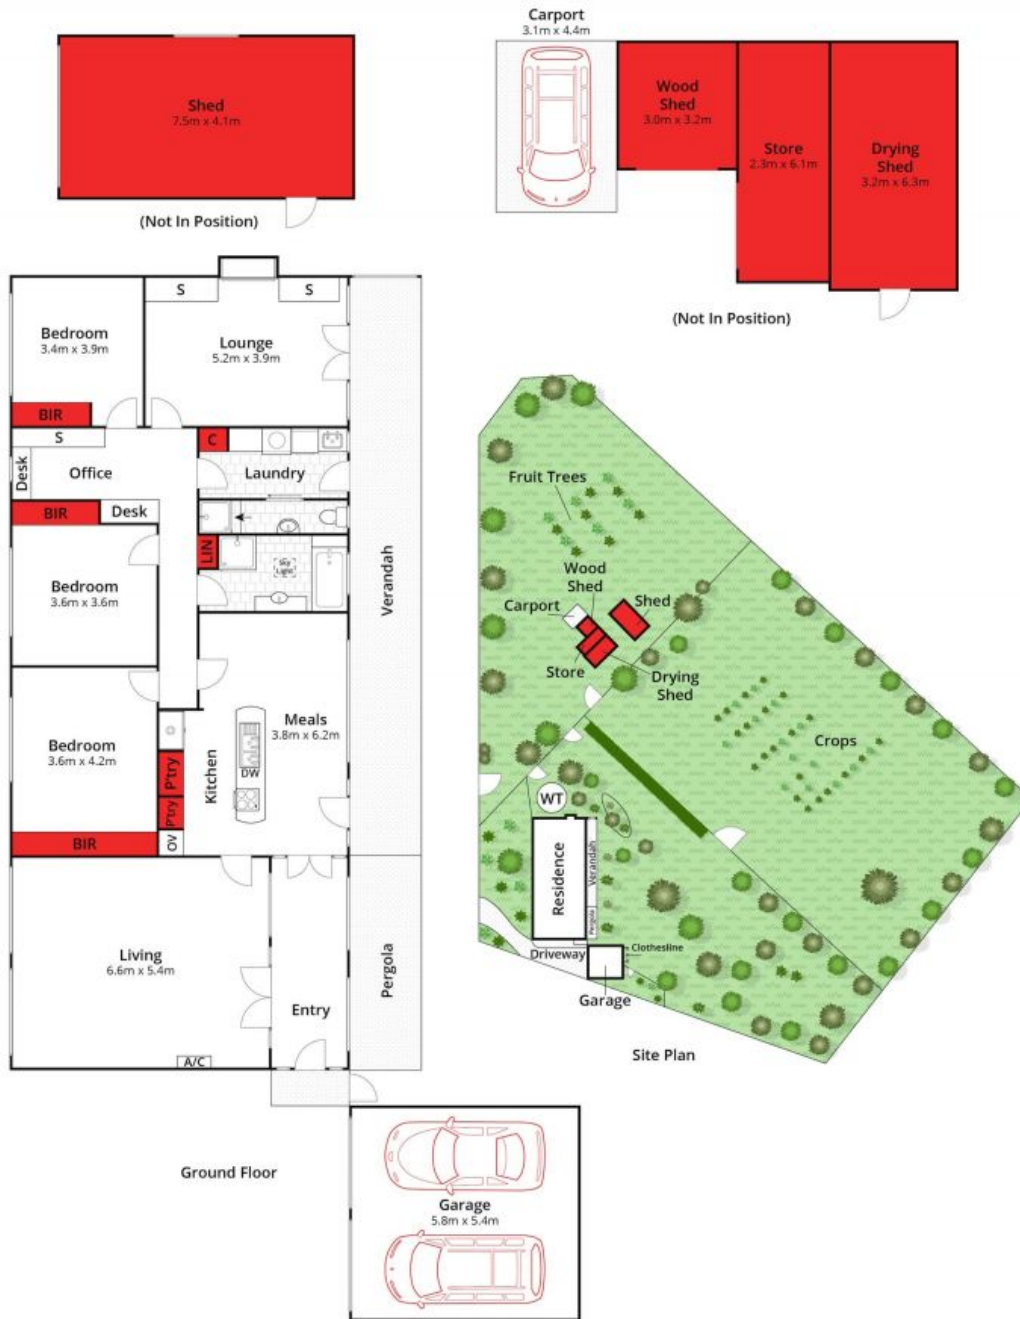 Carport
3.1m x 4.4m
Shed
7.5m x 4.1m
Wood
Shed
3.0m x 3.2m
Store
2.3m x 6.1m
Drying
Shed
3.2m x 6.3m
(Not In Position)
(Not In Position)
S
S
Bedroom
3.4m x 3.9m
Lounge
5.2m x 3.9m
BIR
S
C
Desk
Office
Laundry
BIR
Desk
LIN
Sky
Light
Bedroom
3.6m x 3.6m
Verandah
Bedroom
3.6m x 4.2m
P'try
P'try
OV
Kitchen
DW
Meals
3.8m x 6.2m
BIR
Living
6.6m x 5.4m
Entry
Pergola
A/C
Ground Floor
Garage
5.8m x 5.4m
Fruit Trees
Wood
Shed
Carport
Shed
Store
Drying
Shed
Crops
WT
Residence
Verandah
Pergola
Driveway
Clothesline
Garage
Site Plan